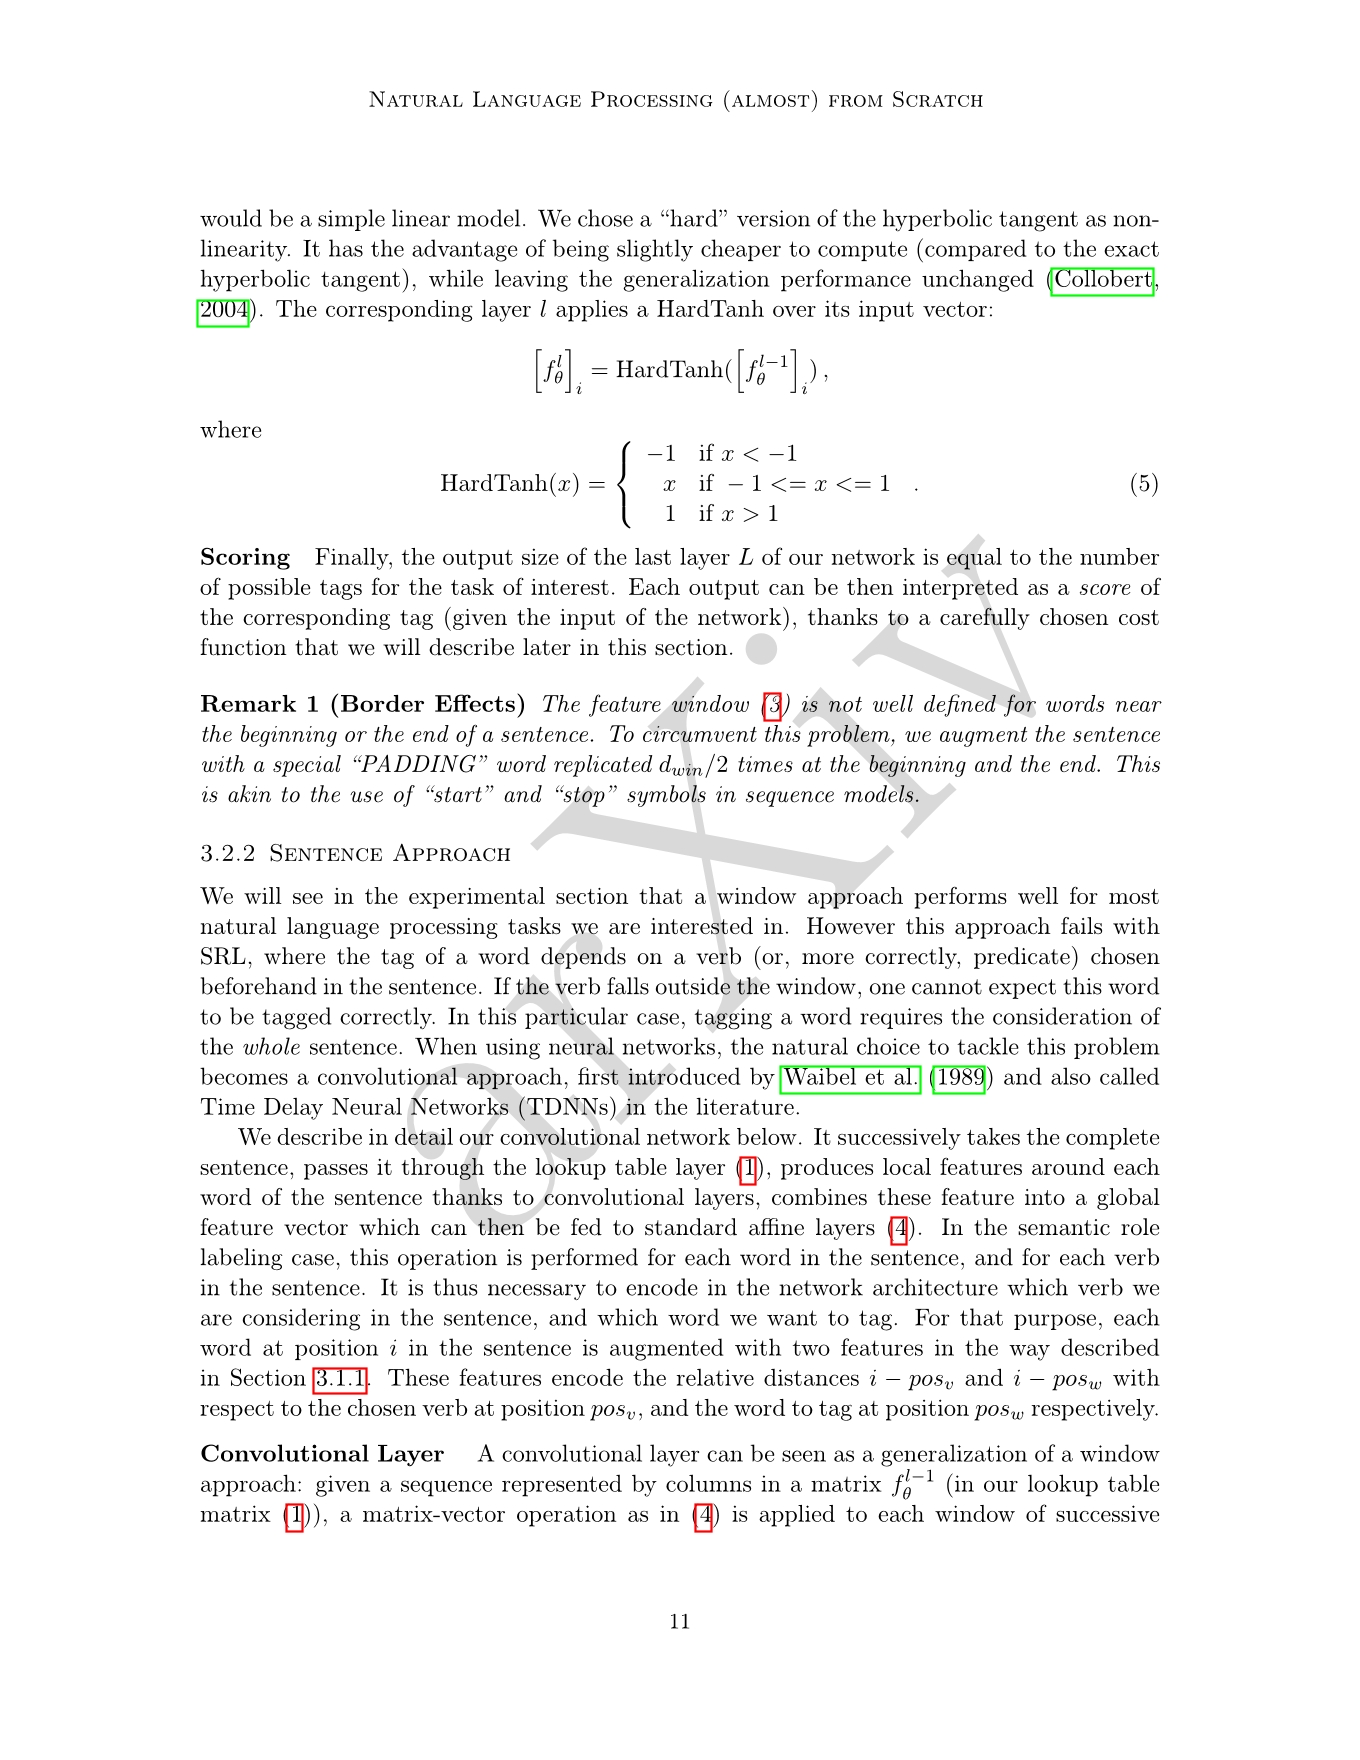 NATURAL LANGUAGE PROCESSING (ALMOST) FROM SCRATCH
would be a simple linear model. We chose a “hard” version of the hyperbolic tangent as non-
linearity. It has the advantage of being slightly cheaper to compute (compared to the exact
hyperbolic tangent), while leaving the generalization performance unchanged (Collobert,
2004). The corresponding layer l applies a HardTanh over its input vector:
[f_θ^l]_i = HardTanh([f_θ^{l−1}]_i) ,
where
HardTanh(x) = { −1 if x < −1
x if − 1 <= x <= 1 . (5)
1 if x > 1
Scoring Finally, the output size of the last layer L of our network is equal to the number
of possible tags for the task of interest. Each output can be then interpreted as a score of
the corresponding tag (given the input of the network), thanks to a carefully chosen cost
function that we will describe later in this section.
Remark 1 (Border Effects) The feature window (3) is not well defined for words near
the beginning or the end of a sentence. To circumvent this problem, we augment the sentence
with a special “PADDING” word replicated d_win/2 times at the beginning and the end. This
is akin to the use of “start” and “stop” symbols in sequence models.
3.2.2 SENTENCE APPROACH
We will see in the experimental section that a window approach performs well for most
natural language processing tasks we are interested in. However this approach fails with
SRL, where the tag of a word depends on a verb (or, more correctly, predicate) chosen
beforehand in the sentence. If the verb falls outside the window, one cannot expect this word
to be tagged correctly. In this particular case, tagging a word requires the consideration of
the whole sentence. When using neural networks, the natural choice to tackle this problem
becomes a convolutional approach, first introduced by Waibel et al. (1989) and also called
Time Delay Neural Networks (TDNNs) in the literature.
We describe in detail our convolutional network below. It successively takes the complete
sentence, passes it through the lookup table layer (1), produces local features around each
word of the sentence thanks to convolutional layers, combines these feature into a global
feature vector which can then be fed to standard affine layers (4). In the semantic role
labeling case, this operation is performed for each word in the sentence, and for each verb
in the sentence. It is thus necessary to encode in the network architecture which verb we
are considering in the sentence, and which word we want to tag. For that purpose, each
word at position i in the sentence is augmented with two features in the way described
in Section 3.1.1. These features encode the relative distances i − pos_v and i − pos_w with
respect to the chosen verb at position pos_v, and the word to tag at position pos_w respectively.
Convolutional Layer A convolutional layer can be seen as a generalization of a window
approach: given a sequence represented by columns in a matrix f_θ^{l−1} (in our lookup table
matrix (1)), a matrix-vector operation as in (4) is applied to each window of successive
11
arXiv